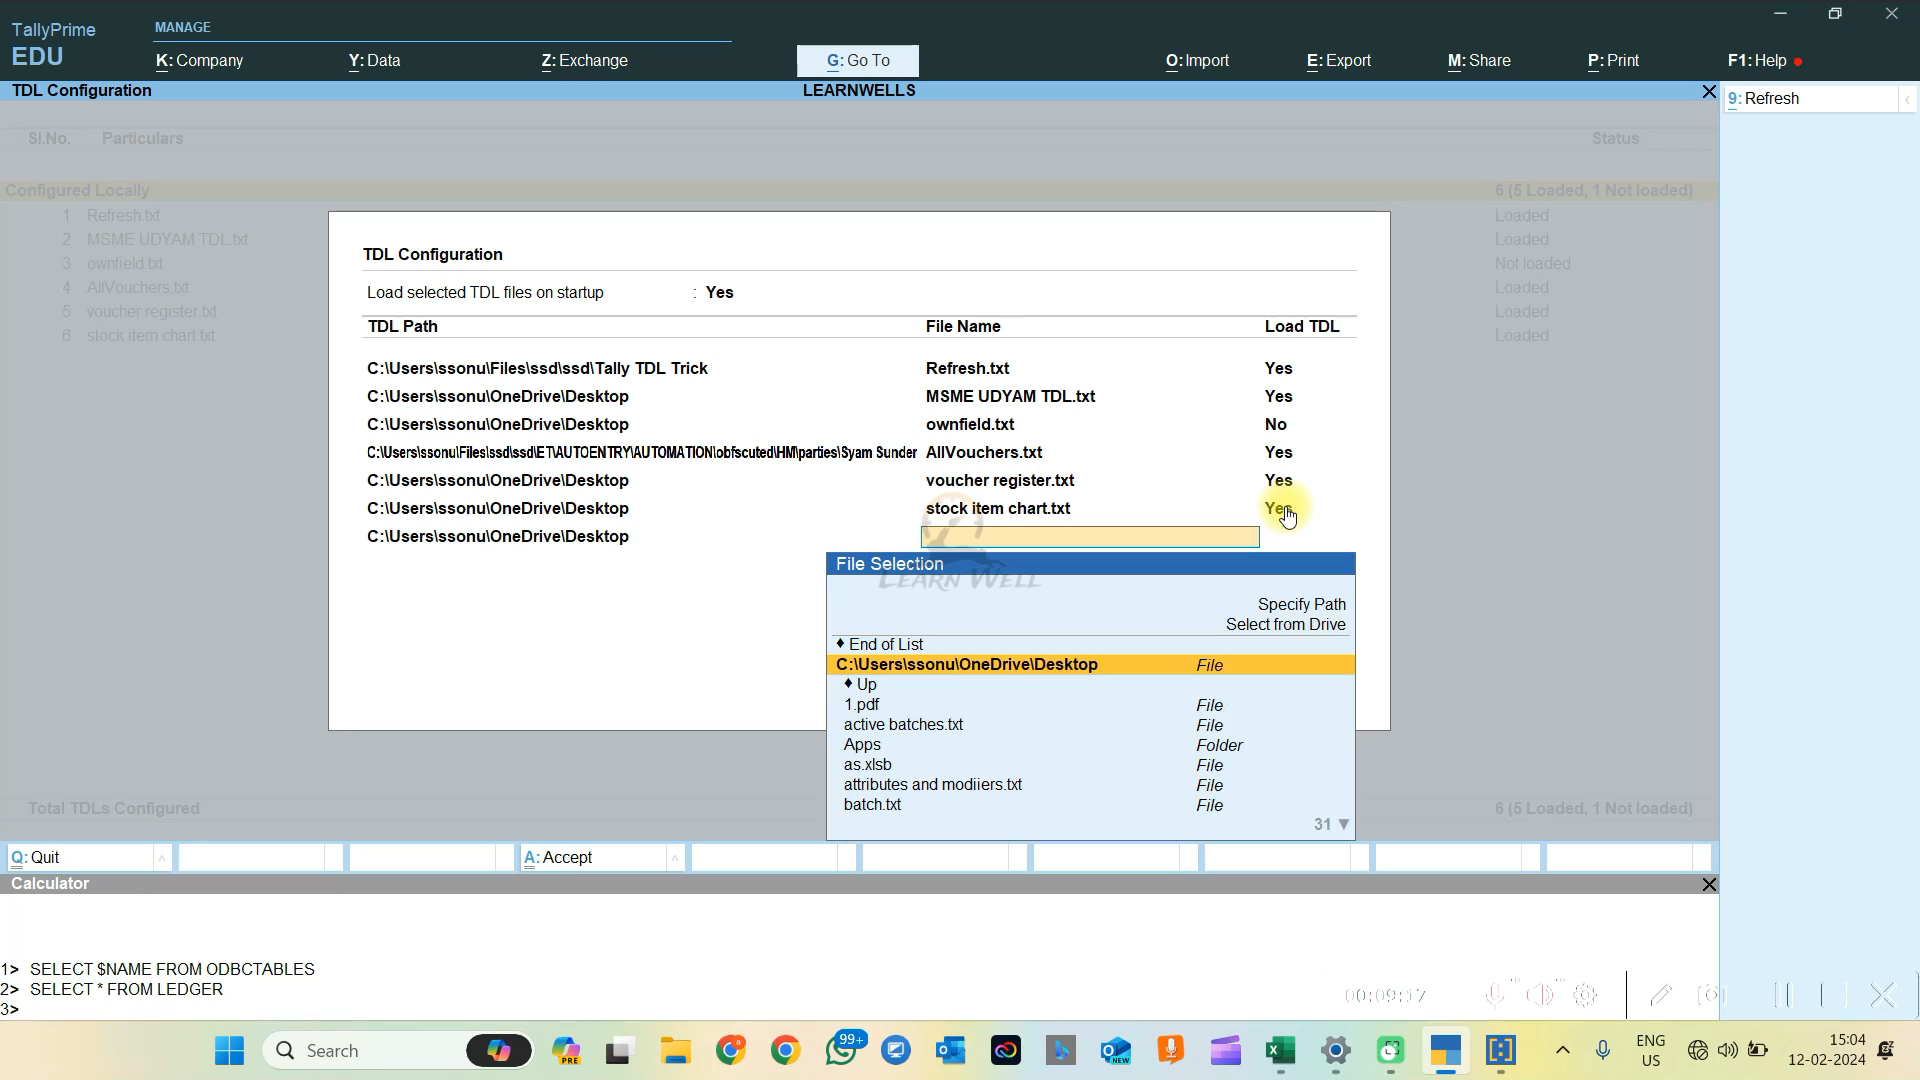 TallyPrime
EDU
MANAGE
K: Company
Y: Data
Z: Exchange
G: Go To
O: Import
E: Export
M: Share
P: Print
F1: Help
TDL Configuration
LEARNWELLS
9: Refresh
Sl.No. Particulars Status
Configured Locally 6 (5 Loaded, 1 Not loaded)
1 Refresh.txt Loaded
2 MSME UDYAM TDL.txt Loaded
3 ownfield.txt Not loaded
4 AllVouchers.txt Loaded
5 voucher register.txt Loaded
6 stock item chart.txt Loaded
TDL Configuration
Load selected TDL files on startup : Yes
TDL Path File Name Load TDL
C:\Users\ssonu\Files\ssd\ssd\Tally TDL Trick Refresh.txt Yes
C:\Users\ssonu\OneDrive\Desktop MSME UDYAM TDL.txt Yes
C:\Users\ssonu\OneDrive\Desktop ownfield.txt No
C:\Users\ssonu\Files\ssd\ssd\ET\AUTOENTRY\AUTOMATION\obfscuted\HM\parties\Syam Sunder AllVouchers.txt Yes
C:\Users\ssonu\OneDrive\Desktop voucher register.txt Yes
C:\Users\ssonu\OneDrive\Desktop stock item chart.txt Yes
C:\Users\ssonu\OneDrive\Desktop
File Selection
LEARN WELL
Specify Path
Select from Drive
♦ End of List
C:\Users\ssonu\OneDrive\Desktop File
♦ Up
1.pdf File
active batches.txt File
Apps Folder
as.xlsb File
attributes and modiiers.txt File
batch.txt File
31 ▼
Total TDLs Configured 6 (5 Loaded, 1 Not loaded)
Q: Quit
A: Accept
Calculator
1> SELECT $NAME FROM ODBCTABLES
2> SELECT * FROM LEDGER
3>
00:09:17
Search
PRE
99+
NEW
ENG
US
15:04
12-02-2024